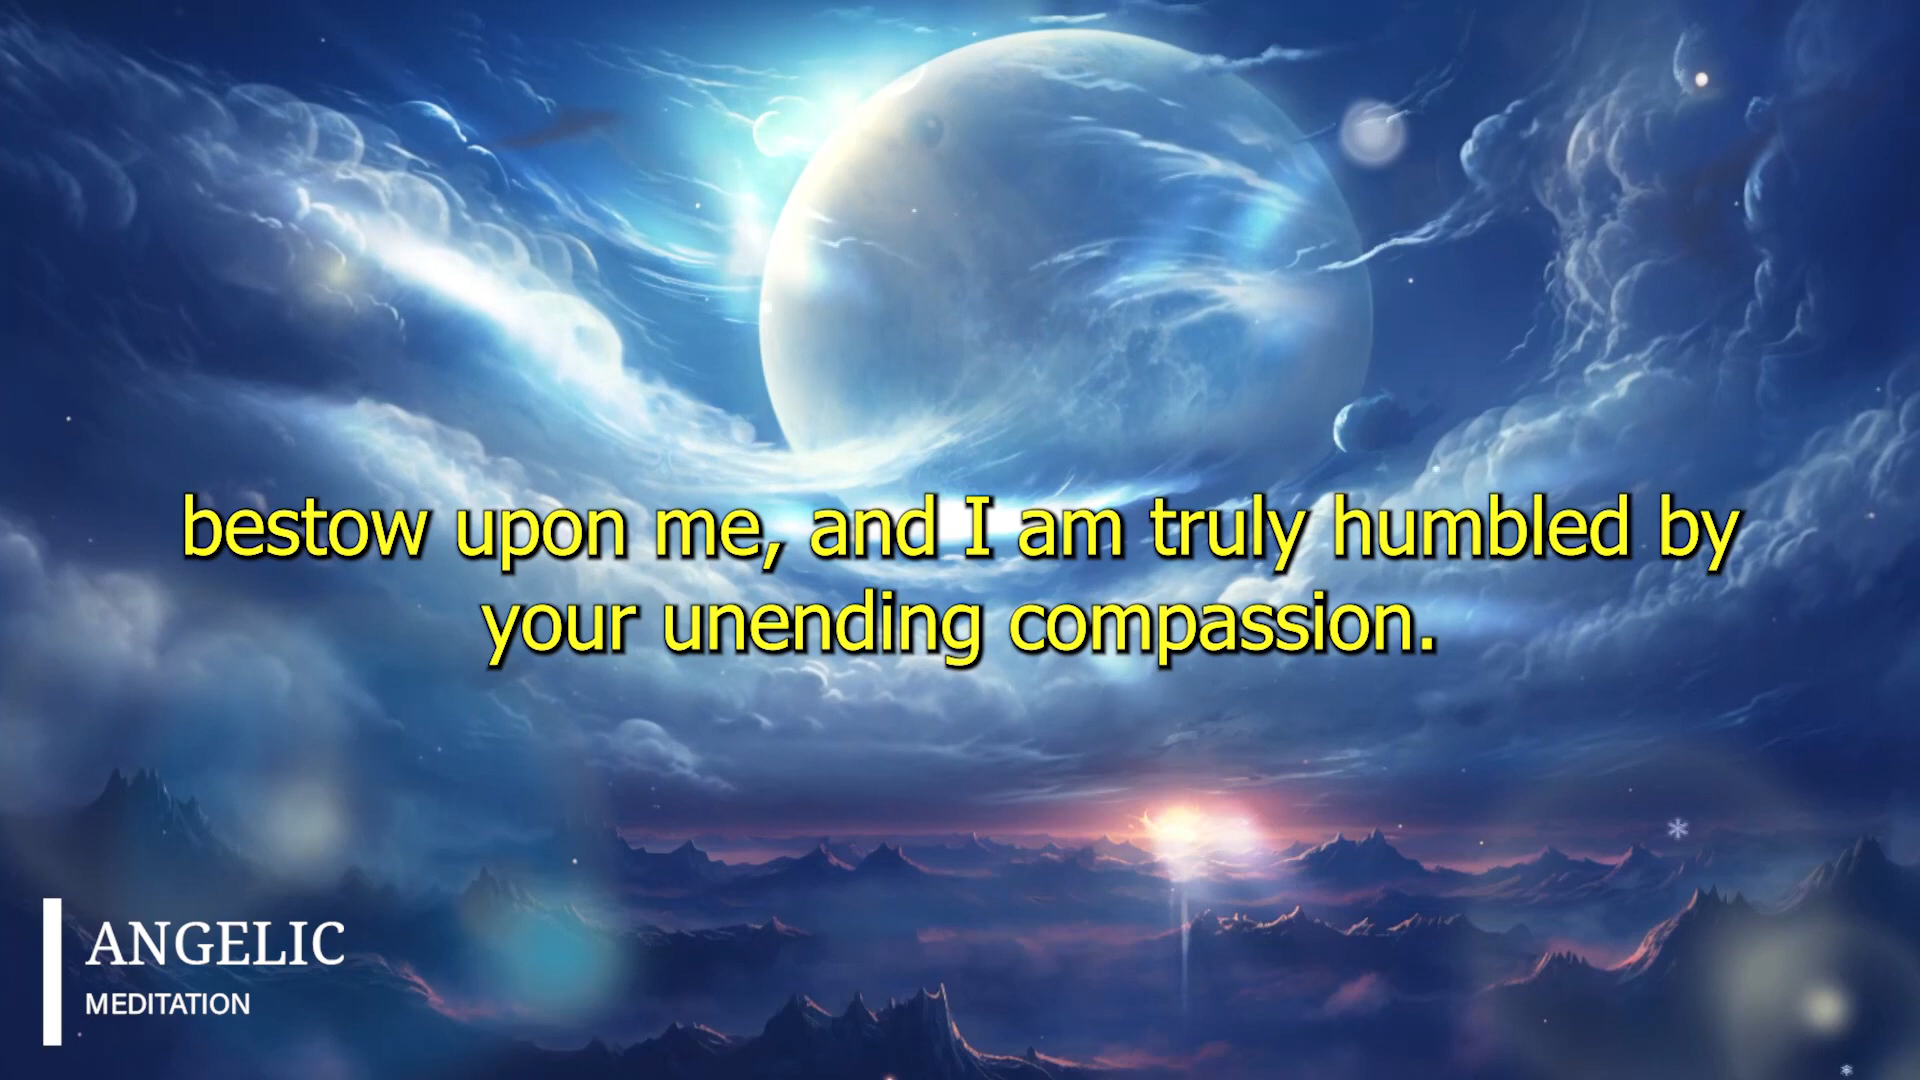 bestow upon me, and I am truly humbled by
your unending compassion.
ANGELIC
MEDITATION